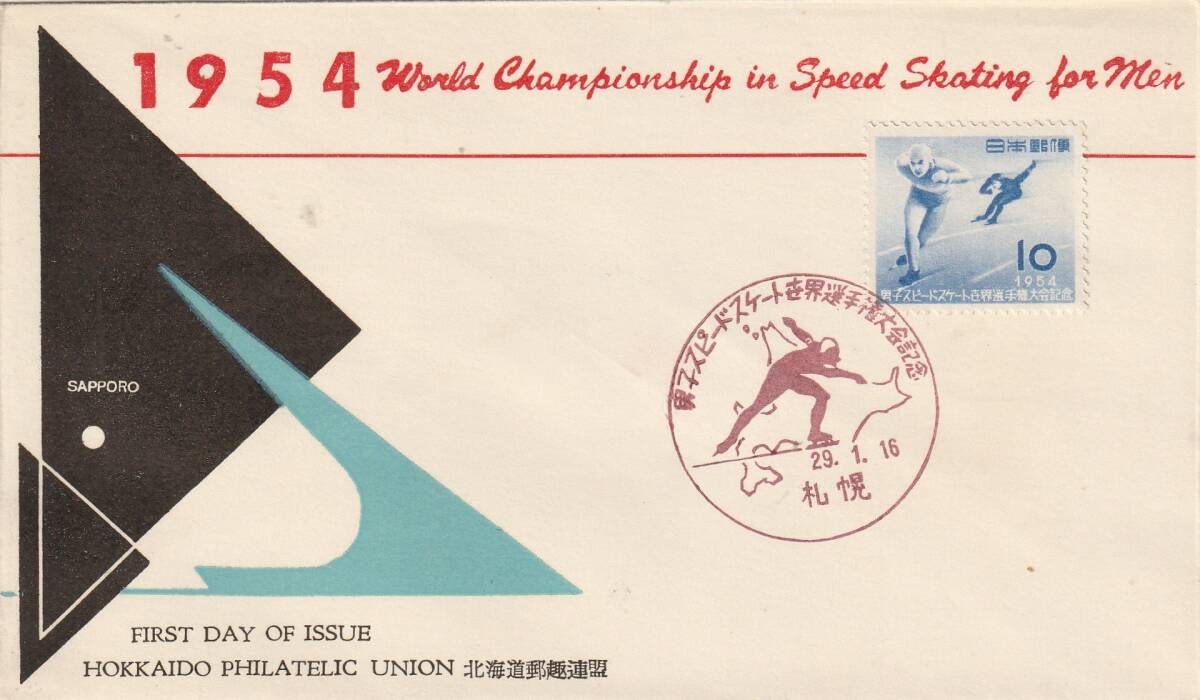 1954 World Championship in Speed Skating for Men
日本郵便
10
1954
男子スピードスケート世界選手権大会記念
男子スピードスケート世界選手権大会記念
29. 1. 16
札幌
SAPPORO
FIRST DAY OF ISSUE
HOKKAIDO PHILATELIC UNION 北海道郵趣連盟